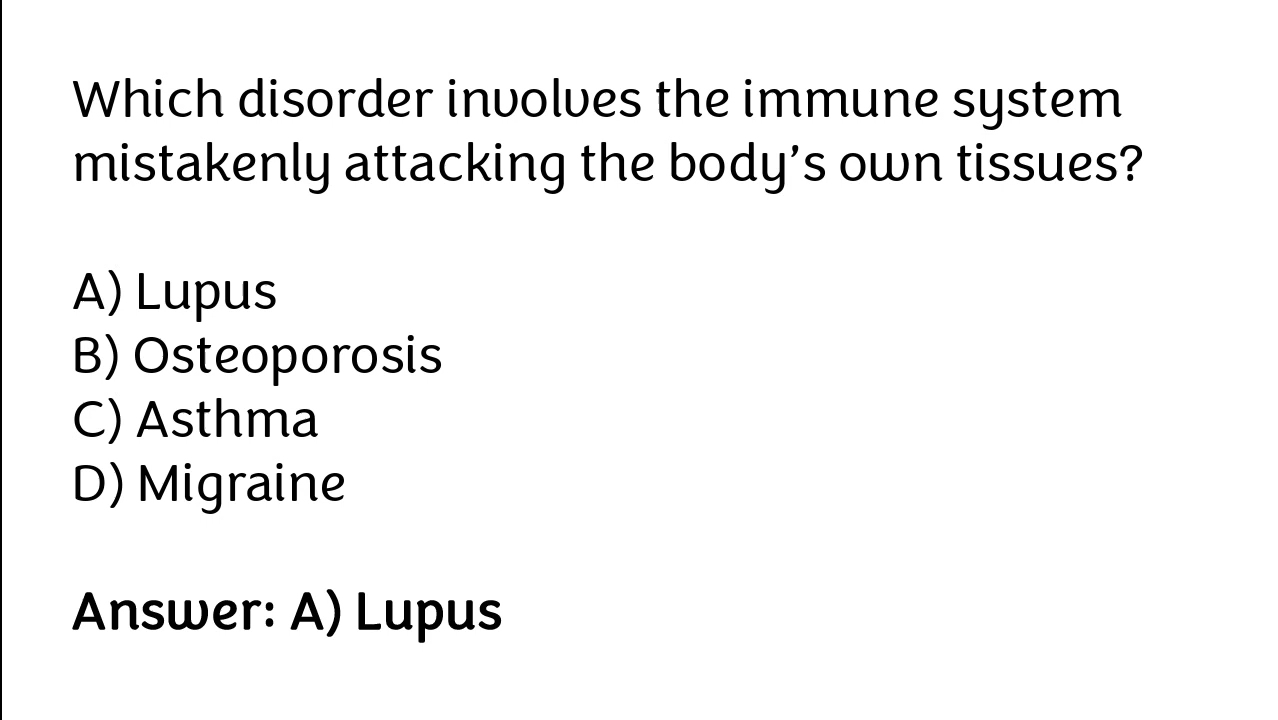 Which disorder involves the immune system
mistakenly attacking the body’s own tissues?
A) Lupus
B) Osteoporosis
C) Asthma
D) Migraine
Answer: A) Lupus